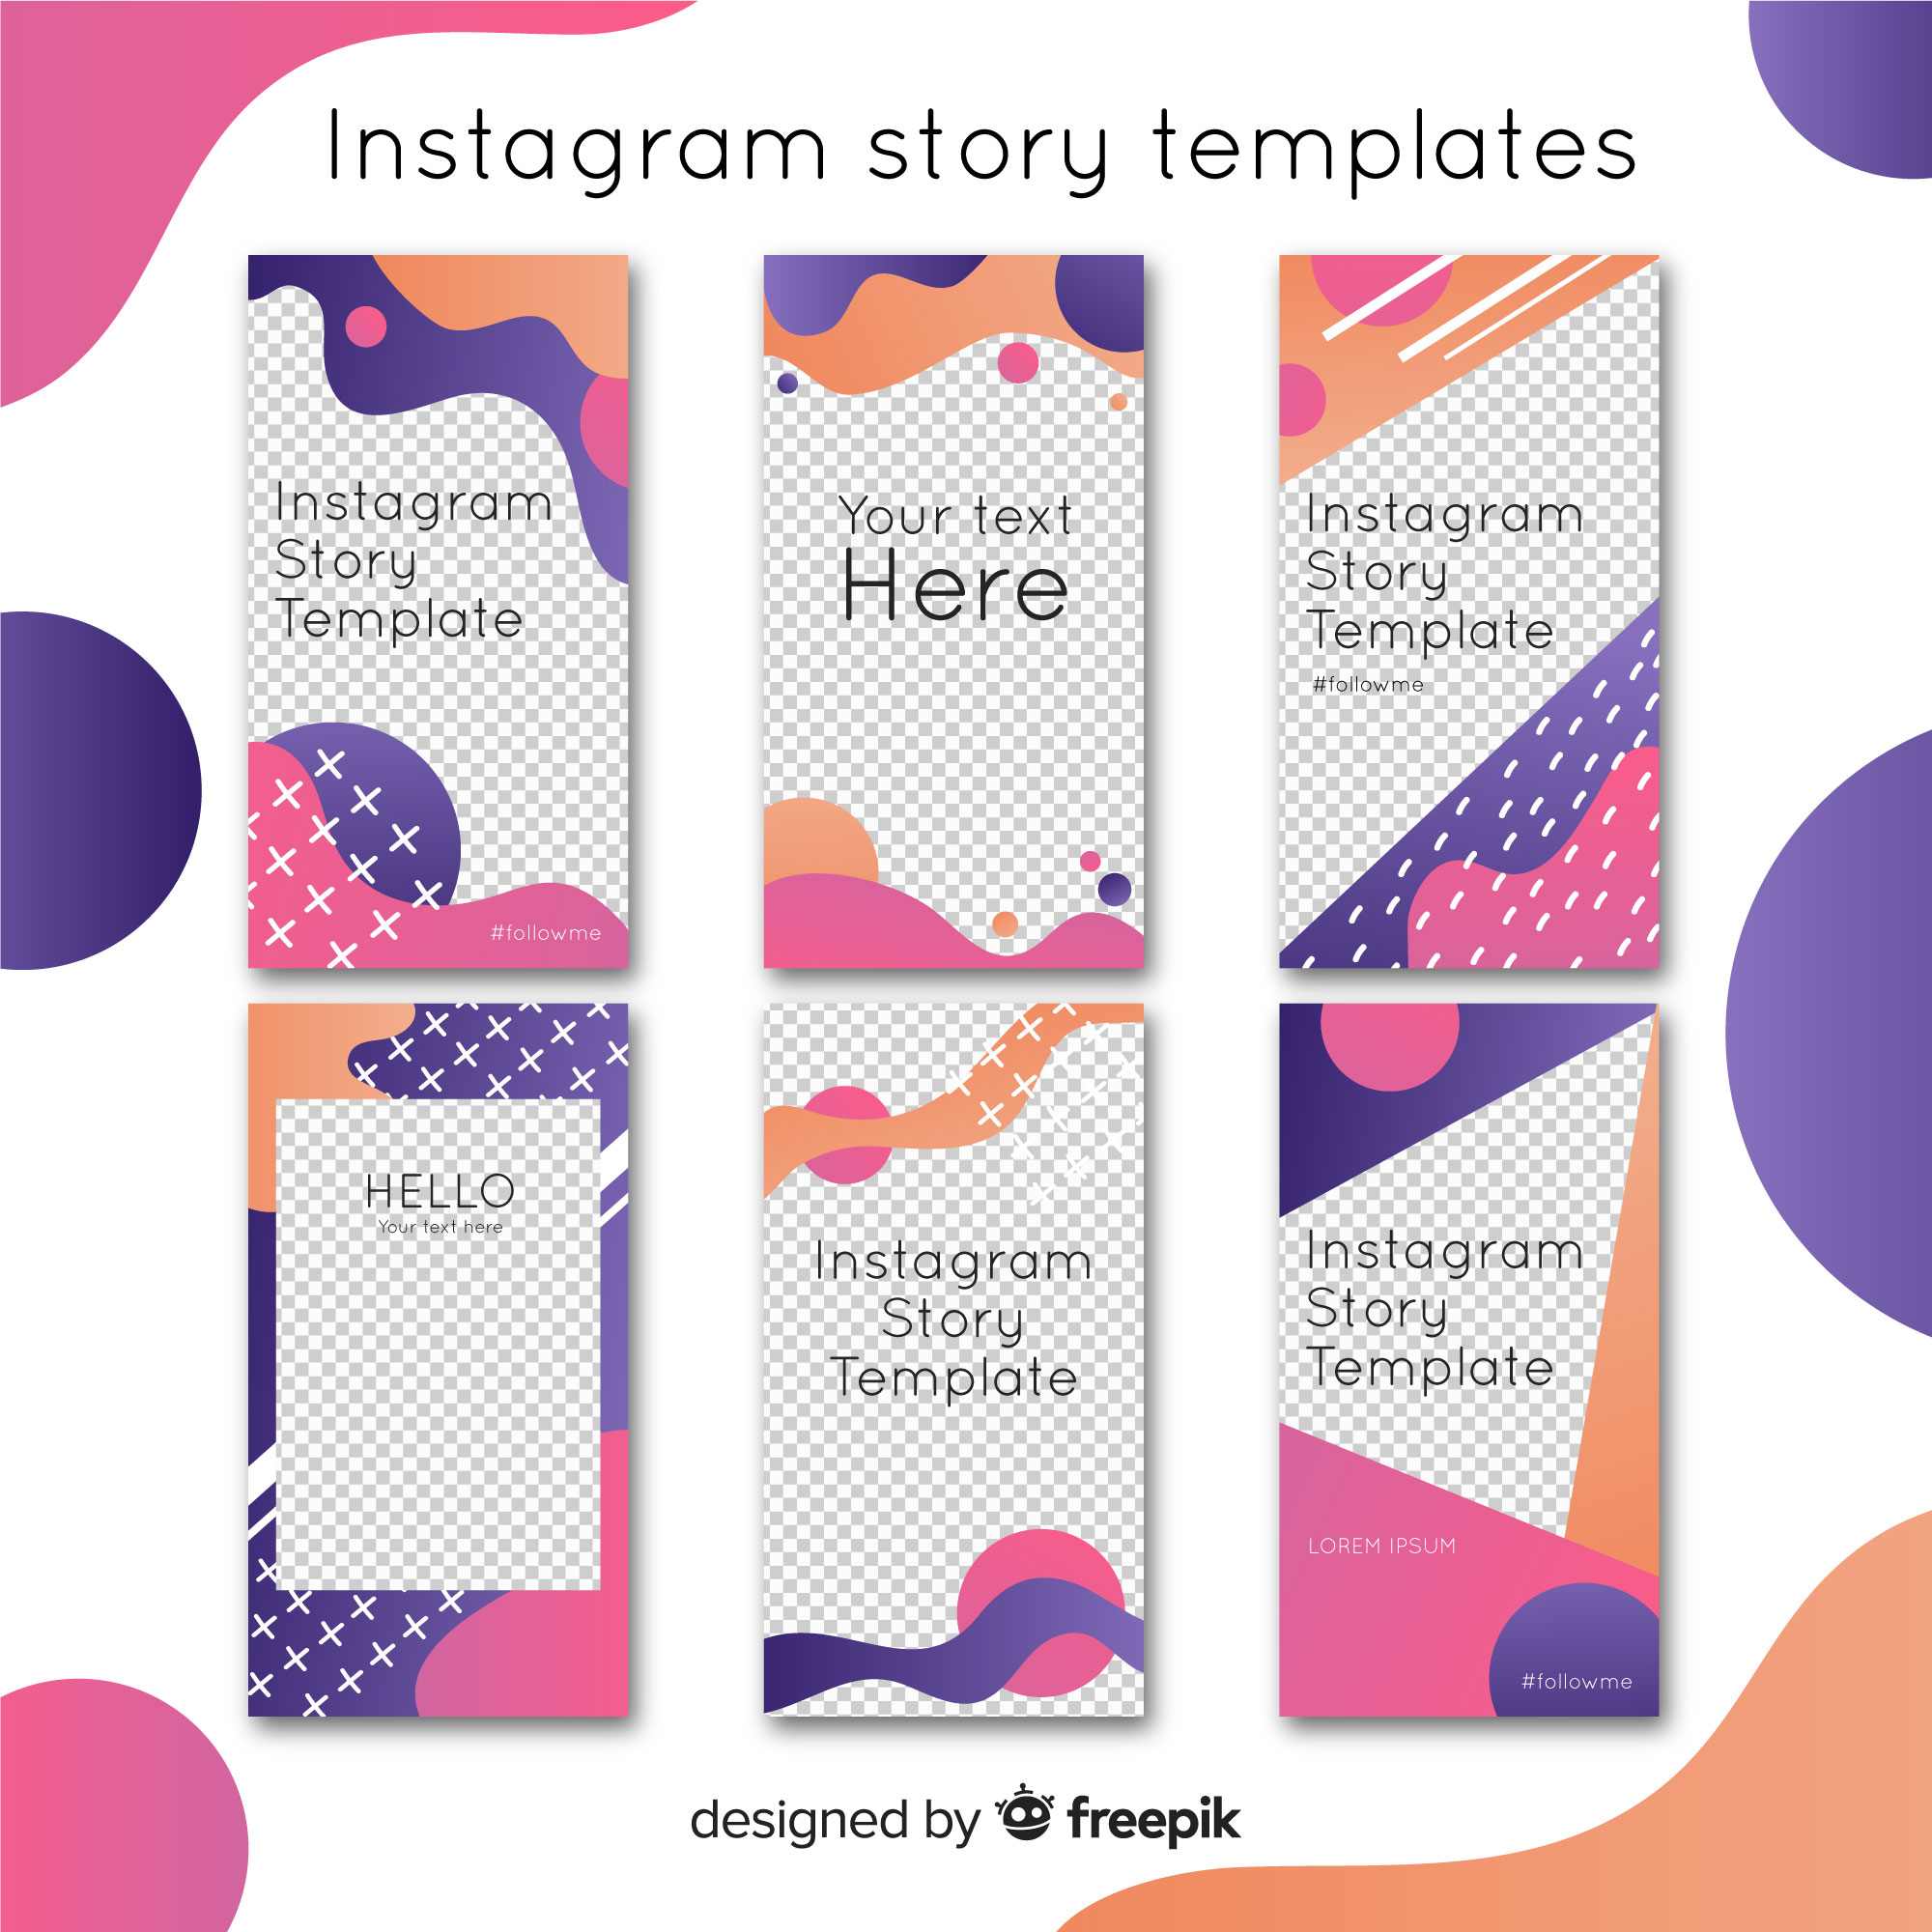 Instagram story templates
Instagram
Story
Template
#followme
Your text
Here
Instagram
Story
Template
#followme
HELLO
Your text here
Instagram
Story
Template
Instagram
Story
Template
LOREM IPSUM
#followme
designed by freepik